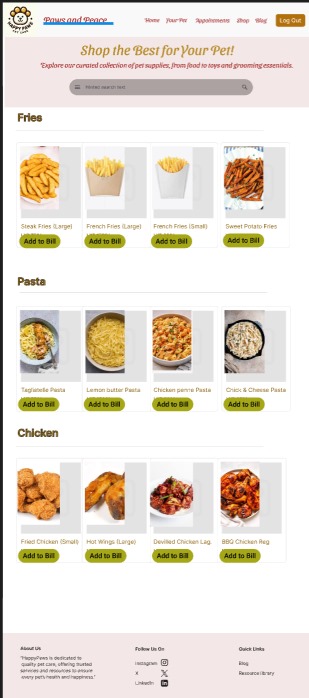 HAPPY PAWS
Paws and Peace
Home Your Pet Appointments Shop Blog Log Out
Shop the Best for Your Pet!
"Explore our curated collection of pet supplies, from food to toys and grooming essentials.
Hinted search text
Fries
Steak Fries (Large) French Fries (Large) French Fries (Small) Sweet Potato Fries
Add to Bill Add to Bill Add to Bill Add to Bill
Pasta
Tagliatelle Pasta Lemon butter Pasta Chicken penne Pasta Chick & Cheese Pasta
Add to Bill Add to Bill Add to Bill Add to Bill
Chicken
Fried Chicken (Small) Hot Wings (Large) Devilled Chicken Lag. BBQ Chicken Reg
Add to Bill Add to Bill Add to Bill Add to Bill
About Us Follow Us On Quick Links
"HappyPaws is dedicated to
quality pet care, offering trusted
services and resources to ensure
every pet's health and happiness."
Instagram Blog
X Resource library
LinkedIn